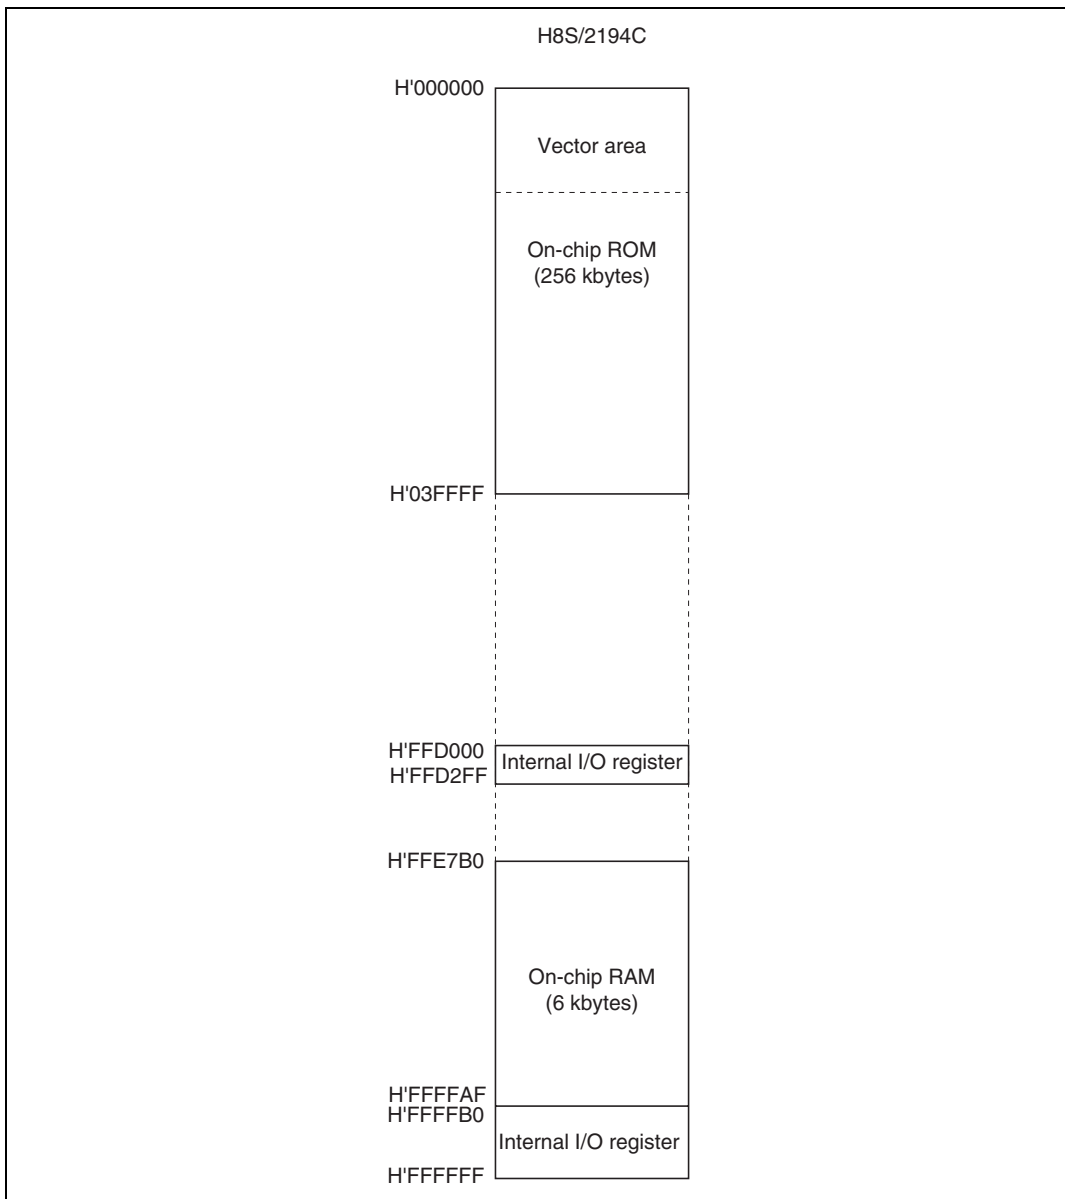 H8S/2194C
H'000000
Vector area
On-chip ROM
(256 kbytes)
H'03FFFF
H'FFD000
Internal I/O register
H'FFD2FF
H'FFE7B0
On-chip RAM
(6 kbytes)
H'FFFFAF
H'FFFFB0
Internal I/O register
H'FFFFFF